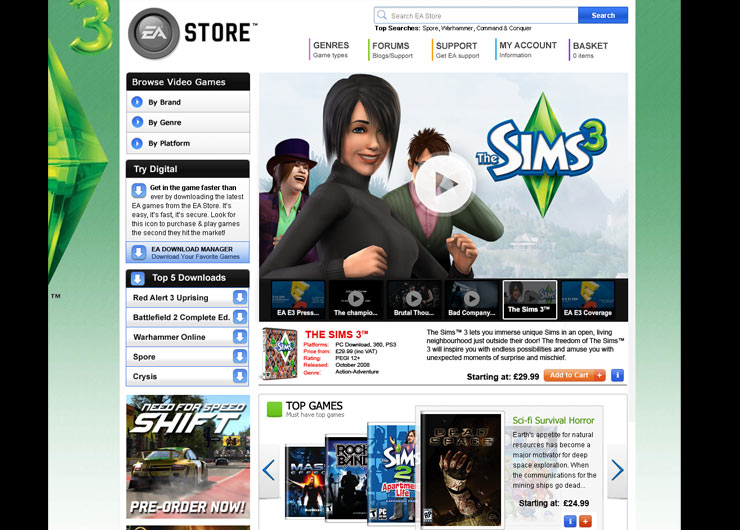 3
EA
STORE™
Search EA Store
Search
Top Searches: Spore, Warhammer, Command & Conquer
GENRES
Game types
FORUMS
Blogs/Support
SUPPORT
Get EA support
MY ACCOUNT
Information
BASKET
0 items
Browse Video Games
By Brand
By Genre
By Platform
Try Digital
Get in the game faster than
ever by downloading the latest
EA games from the EA Store. It's
easy, it's fast, it's secure. Look for
this icon to purchase & play games
the second they hit the market!
EA DOWNLOAD MANAGER
Download Your Favorite Games
Top 5 Downloads
Red Alert 3 Uprising
Battlefield 2 Complete Ed.
Warhammer Online
Spore
Crysis
™
NEED FOR SPEED
SHIFT
PRE-ORDER NOW!
The SIMS 3
EA E3 Press...
The champio...
Brutal Thou...
Bad Company...
The Sims 3™
EA E3 Coverage
THE SIMS 3™
Platforms: PC Download, 360, PS3
Price from: £29.99 (inc VAT)
Rating: PEGI 12+
Released: October 2008
Genre: Action-Adventure
The Sims™ 3 lets you immerse unique Sims in an open, living
neighbourhood just outside their door! The freedom of The Sims™
3 will inspire you with endless possibilities and amuse you with
unexpected moments of surprise and mischief.
Starting at: £29.99
Add to Cart +
i
TOP GAMES
Must have top games
MAS
ROCK
BAND
The SIMS
2
Apartment
Life
PC
DEAD
SPACE
Sci-fi Survival Horror
Earth's appetite for natural
resources has become a
major motivator for deep
space exploration. When
the communications for the
mining ships go dead...
Starting at: £24.99
i +